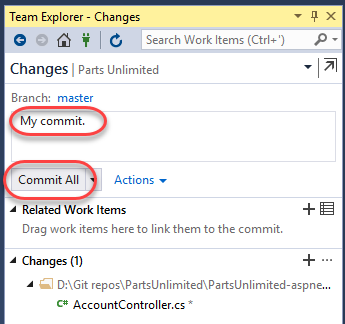 Team Explorer - Changes
Search Work Items (Ctrl+')
Changes | Parts Unlimited
Branch: master
My commit.
Commit All
Actions
Related Work Items
Drag work items here to link them to the commit.
Changes (1)
D:\Git repos\PartsUnlimited\PartsUnlimited-aspne...
C# AccountController.cs *